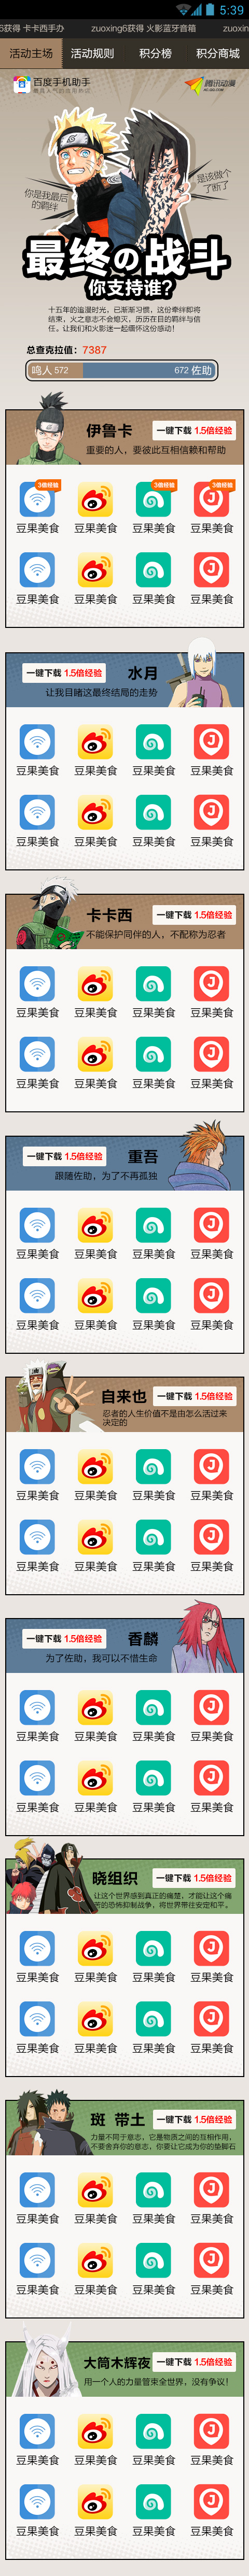 5:39
6获得 卡卡西手办 zuoxing6获得 火影蓝牙音箱 zuoxin
活动主场 活动规则 积分榜 积分商城
百度手机助手
最具人气的应用商店
腾讯动漫
AC.QQ.COM
你是我最后
的羁绊
是该做个
了断了
最终の战斗
你支持谁?
十五年的追漫时光，已渐渐习惯，这份牵绊即将
结束，火之意志不会熄灭，历历在目的羁绊与信
任。让我们和火影迷一起缅怀这份感动！
总查克拉值：7387
鸣人 572 672 佐助
伊鲁卡
一键下载 1.5倍经验
重要的人，要彼此互相信赖和帮助
3倍经验 3倍经验 3倍经验
豆果美食 豆果美食 豆果美食 豆果美食
豆果美食 豆果美食 豆果美食 豆果美食
一键下载 1.5倍经验
水月
让我目睹这最终结局的走势
豆果美食 豆果美食 豆果美食 豆果美食
豆果美食 豆果美食 豆果美食 豆果美食
卡卡西
一键下载 1.5倍经验
不能保护同伴的人，不配称为忍者
豆果美食 豆果美食 豆果美食 豆果美食
豆果美食 豆果美食 豆果美食 豆果美食
一键下载 1.5倍经验
重吾
跟随佐助，为了不再孤独
豆果美食 豆果美食 豆果美食 豆果美食
豆果美食 豆果美食 豆果美食 豆果美食
自来也
一键下载 1.5倍经验
忍者的人生价值不是由怎么活过来
决定的
豆果美食 豆果美食 豆果美食 豆果美食
豆果美食 豆果美食 豆果美食 豆果美食
一键下载 1.5倍经验
香麟
为了佐助，我可以不惜生命
豆果美食 豆果美食 豆果美食 豆果美食
豆果美食 豆果美食 豆果美食 豆果美食
晓组织
一键下载 1.5倍经验
让这个世界感到真正的痛楚，才能让这个痛
苦的恐怖抑制战争，将世界带往安定和平。
豆果美食 豆果美食 豆果美食 豆果美食
豆果美食 豆果美食 豆果美食 豆果美食
斑 带土
一键下载 1.5倍经验
力量不同于意志，它是物质之间的互相作用，
不要舍弃你的意志，你要让它成为你的垫脚石
豆果美食 豆果美食 豆果美食 豆果美食
豆果美食 豆果美食 豆果美食 豆果美食
大筒木辉夜
一键下载 1.5倍经验
用一个人的力量管束全世界，没有争议！
豆果美食 豆果美食 豆果美食 豆果美食
豆果美食 豆果美食 豆果美食 豆果美食